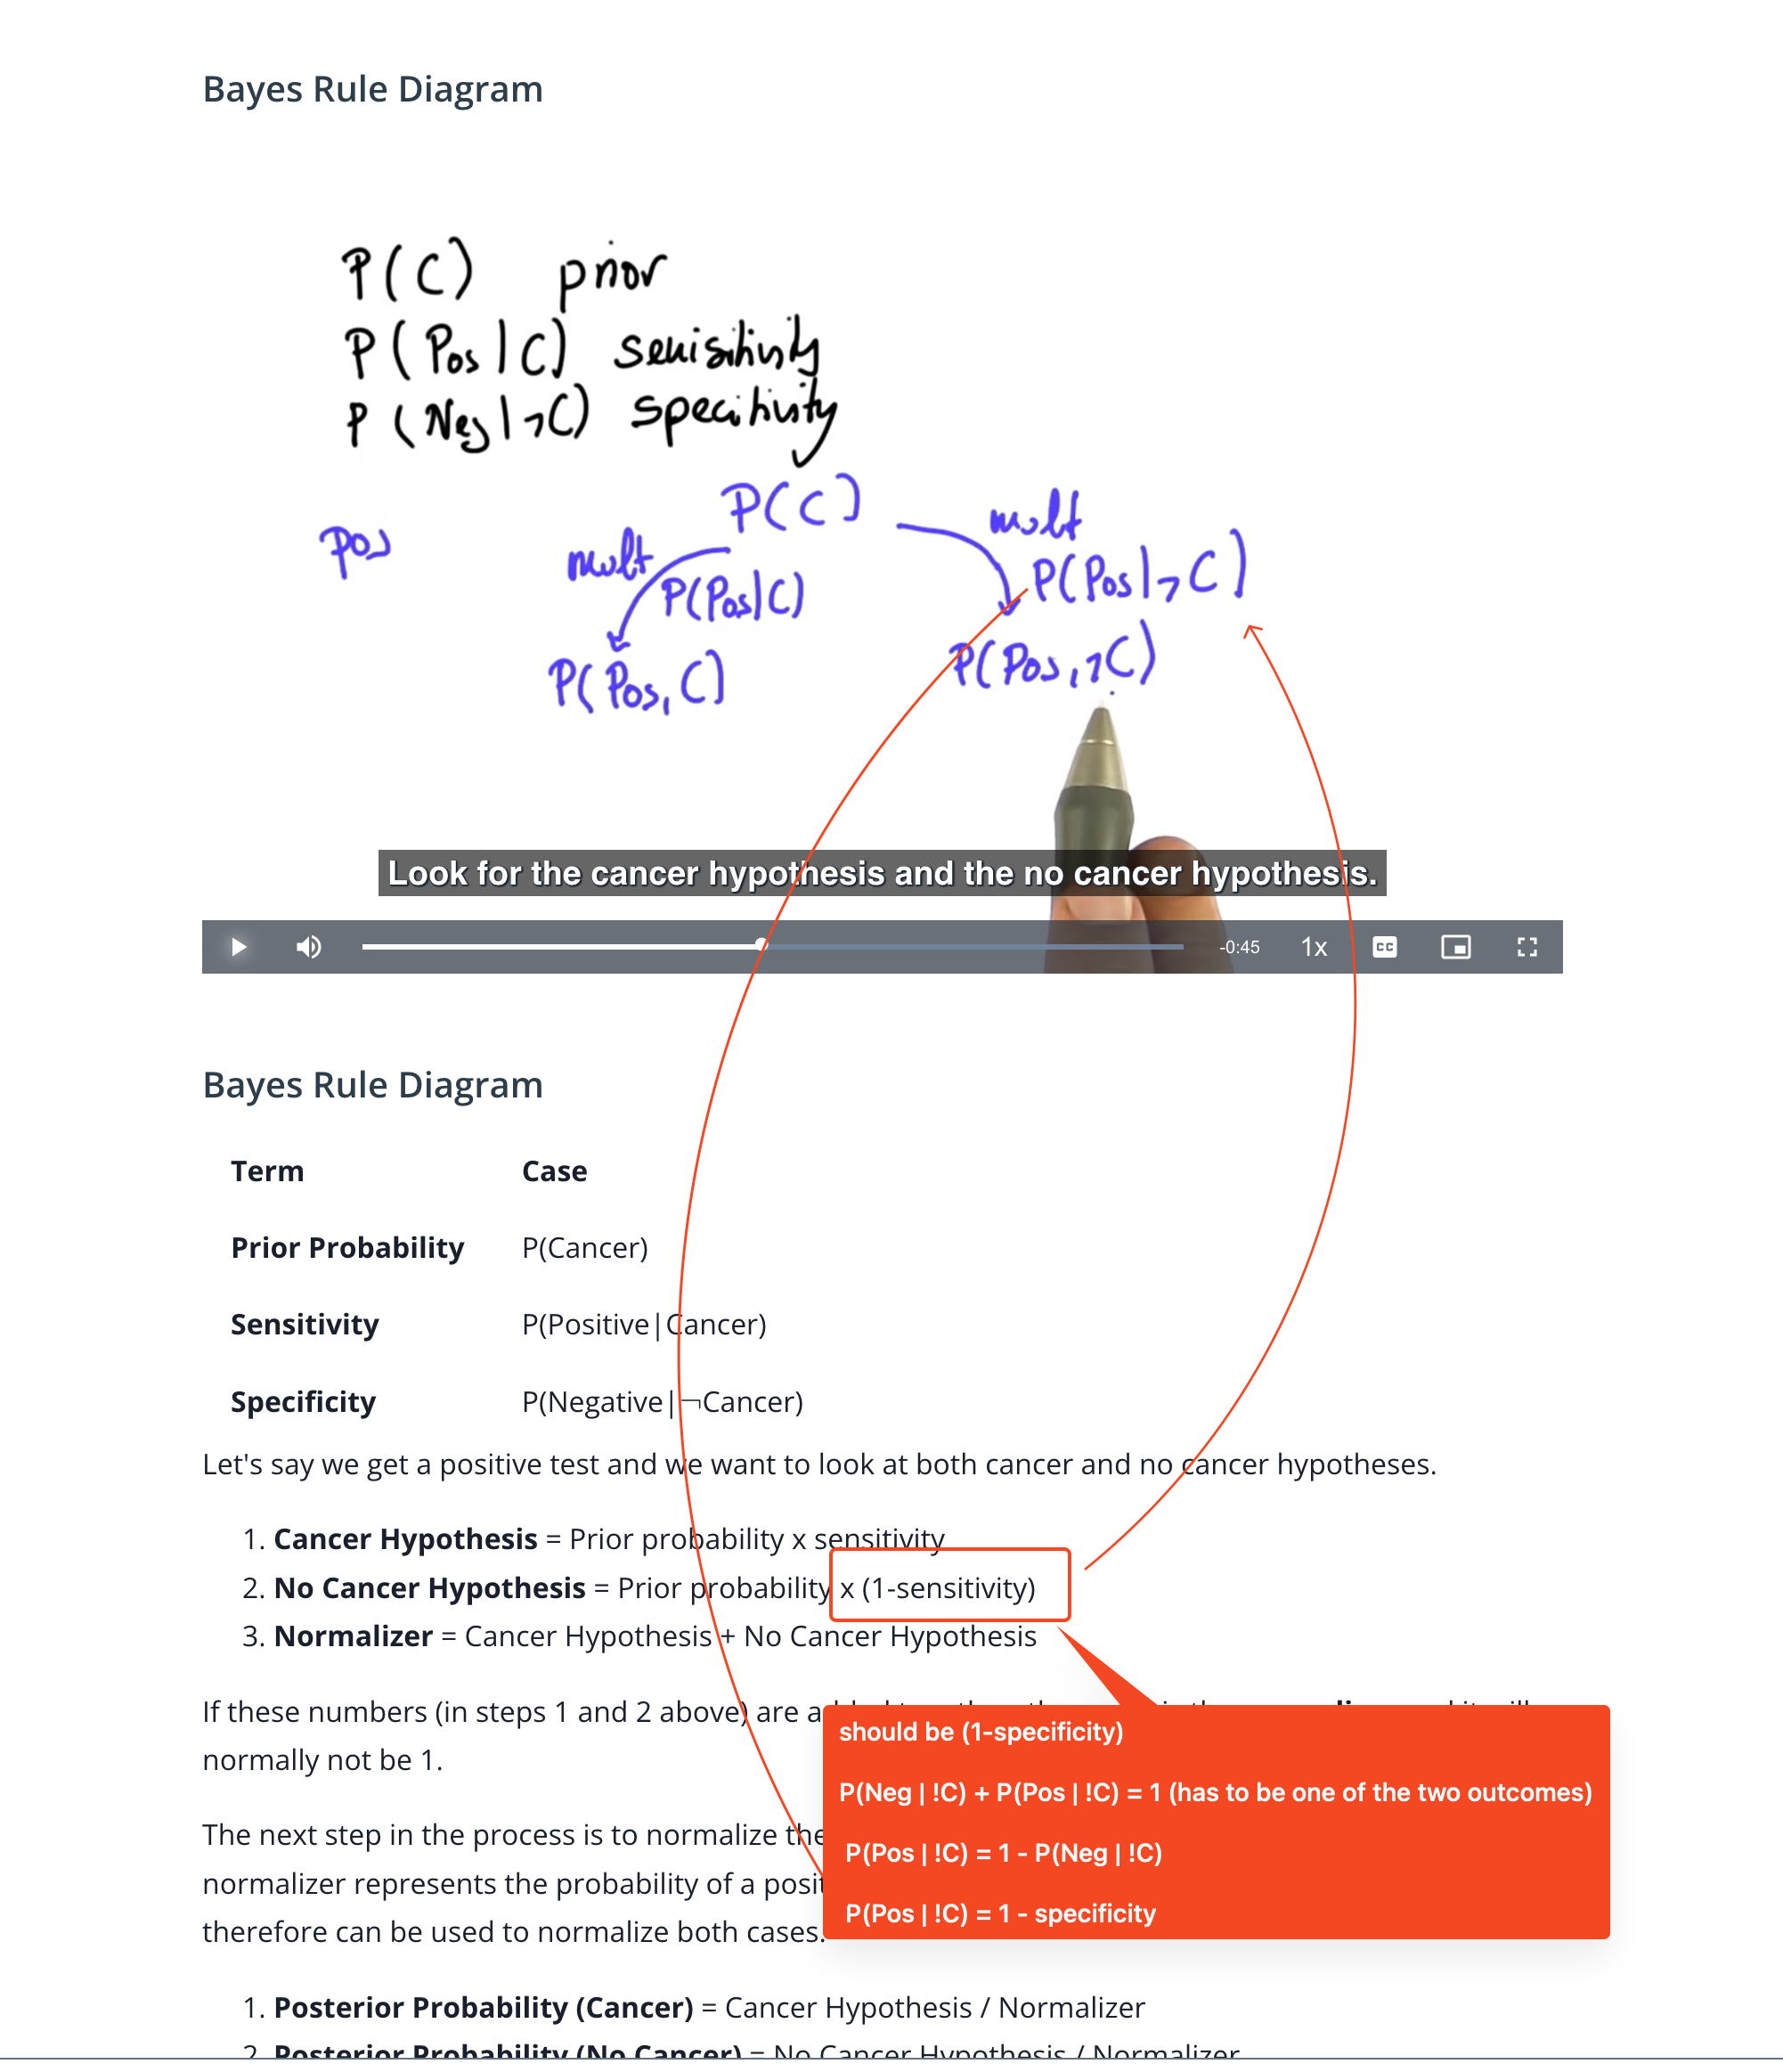 Bayes Rule Diagram
P(C) prior
P(Pos|C) sensitivity
P(Neg|¬C) specitivity
P(C)
Pos
mult
mult
P(Pos|C)
P(Pos|¬C)
P(Pos,C)
P(Pos,¬C)
Look for the cancer hypothesis and the no cancer hypothesis.
-0:45 1x CC
Bayes Rule Diagram
Term Case
Prior Probability P(Cancer)
Sensitivity P(Positive|Cancer)
Specificity P(Negative|¬Cancer)
Let's say we get a positive test and we want to look at both cancer and no cancer hypotheses.
1. Cancer Hypothesis = Prior probability x sensitivity
2. No Cancer Hypothesis = Prior probability x (1-sensitivity)
3. Normalizer = Cancer Hypothesis + No Cancer Hypothesis
If these numbers (in steps 1 and 2 above) are
normally not be 1.
should be (1-specificity)
P(Neg | !C) + P(Pos | !C) = 1 (has to be one of the two outcomes)
P(Pos | !C) = 1 - P(Neg | !C)
P(Pos | !C) = 1 - specificity
The next step in the process is to normalize the
normalizer represents the probability of a
therefore can be used to normalize both cases.
1. Posterior Probability (Cancer) = Cancer Hypothesis / Normalizer
2. Posterior Probability (No Cancer) = No Cancer Hypothesis / Normalizer